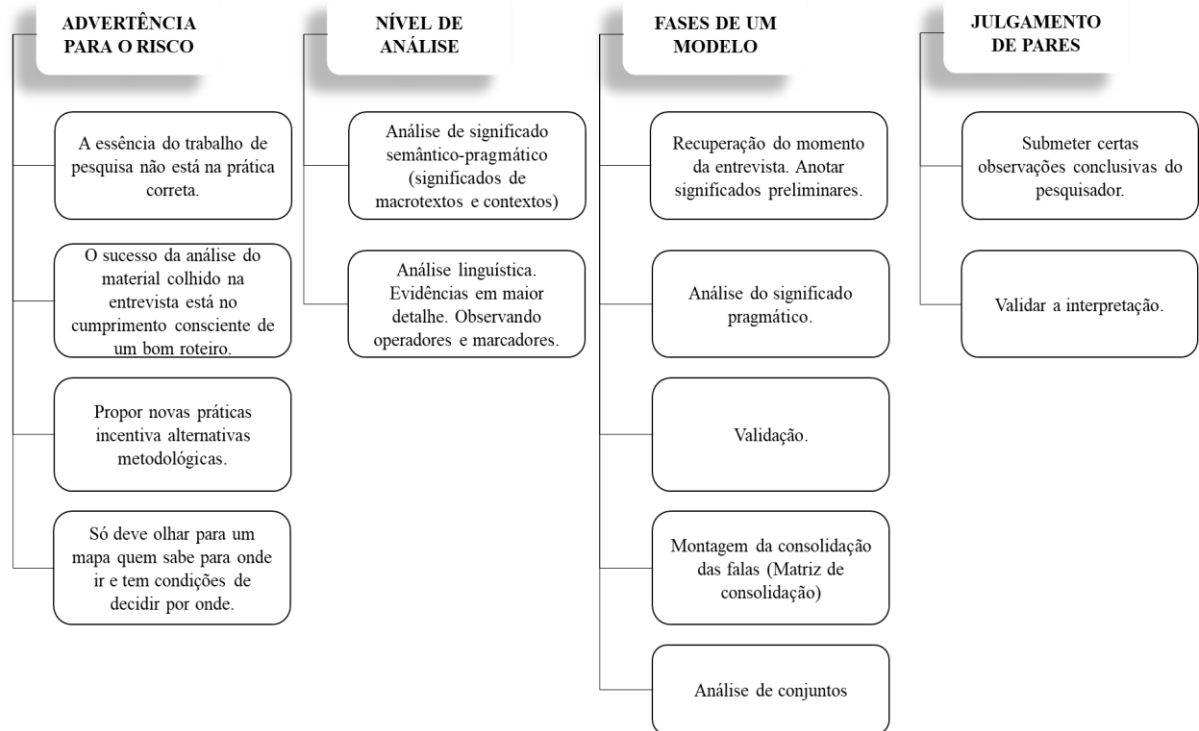 ADVERTÊNCIA
PARA O RISCO
A essência do trabalho de
pesquisa não está na prática
correta.
O sucesso da análise do
material colhido na
entrevista está no
cumprimento consciente de
um bom roteiro.
Propor novas práticas
incentiva alternativas
metodológicas.
Só deve olhar para um
mapa quem sabe para onde
ir e tem condições de
decidir por onde.
NÍVEL DE
ANÁLISE
Análise de significado
semântico-pragmático
(significados de
macrotextos e contextos)
Análise linguística.
Evidências em maior
detalhe. Observando
operadores e marcadores.
FASES DE UM
MODELO
Recuperação do momento
da entrevista. Anotar
significados preliminares.
Análise do significado
pragmático.
Validação.
Montagem da consolidação
das falas (Matriz de
consolidação)
Análise de conjuntos
JULGAMENTO
DE PARES
Submeter certas
observações conclusivas do
pesquisador.
Validar a interpretação.